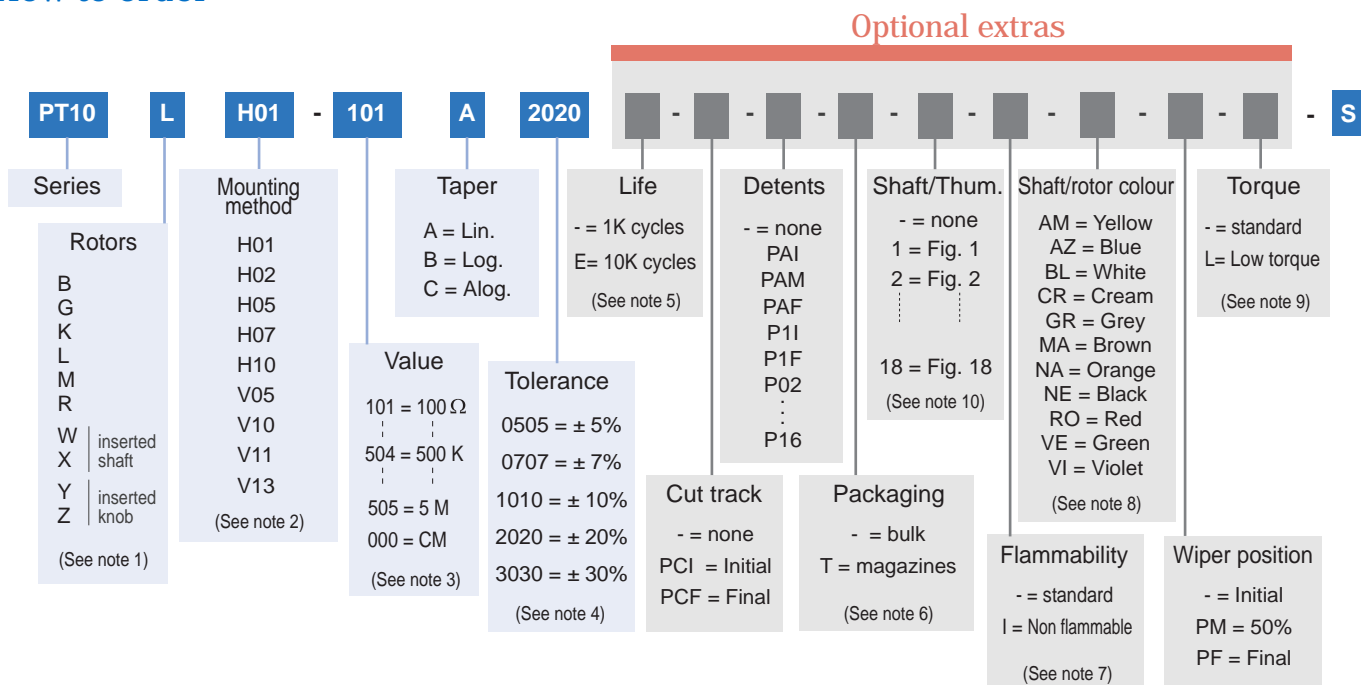 How to order
Optional extras
PT10 L H01 - 101 A 2020 - - - - - - - - - S
Series
Rotors
B
G
K
L
M
R
W
X
inserted
shaft
Y
Z
inserted
knob
(See note 1)
Mounting
method
H01
H02
H05
H07
H10
V05
V10
V11
V13
(See note 2)
Value
101 = 100 Ω
504 = 500 K
505 = 5 M
000 = CM
(See note 3)
Taper
A = Lin.
B = Log.
C = Alog.
Tolerance
0505 = ± 5%
0707 = ± 7%
1010 = ± 10%
2020 = ± 20%
3030 = ± 30%
(See note 4)
Life
- = 1K cycles
E= 10K cycles
(See note 5)
Cut track
- = none
PCI = Initial
PCF = Final
Detents
- = none
PAI
PAM
PAF
P1I
P1F
P02
:
P16
Packaging
- = bulk
T = magazines
(See note 6)
Shaft/Thum.
- = none
1 = Fig. 1
2 = Fig. 2
18 = Fig. 18
(See note 10)
Flammability
- = standard
I = Non flammable
(See note 7)
Shaft/rotor colour
AM = Yellow
AZ = Blue
BL = White
CR = Cream
GR = Grey
MA = Brown
NA = Orange
NE = Black
RO = Red
VE = Green
VI = Violet
(See note 8)
Wiper position
- = Initial
PM = 50%
PF = Final
Torque
- = standard
L= Low torque
(See note 9)